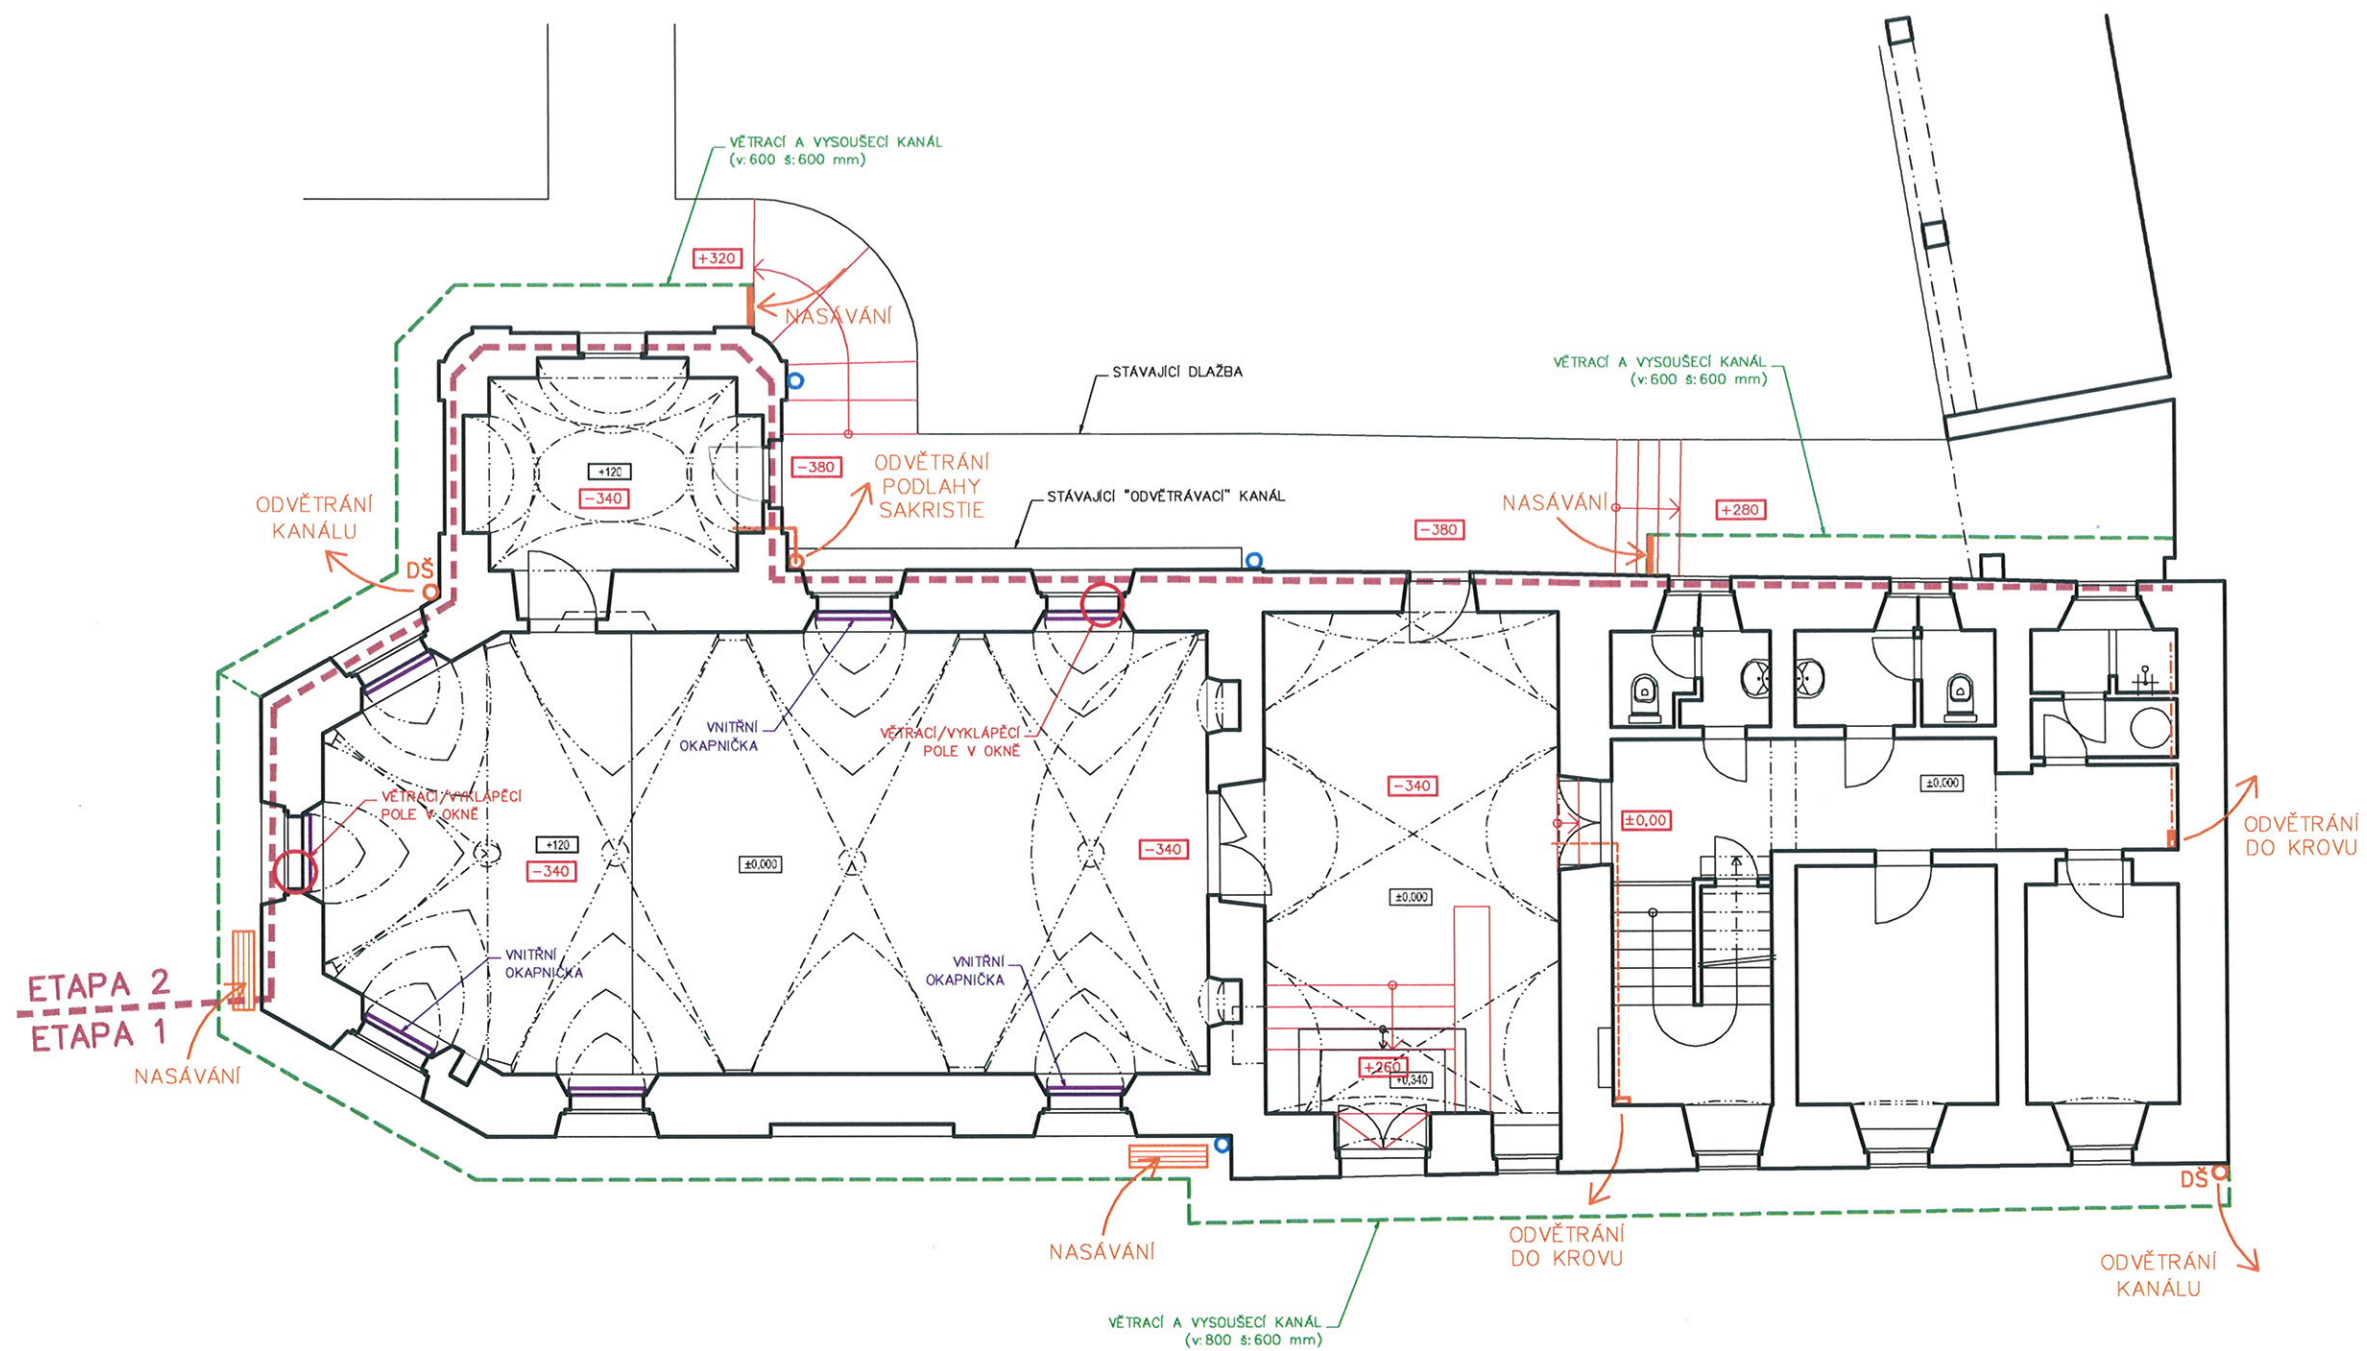 VĚTRACÍ A VYSOUŠECÍ KANÁL
(v:600 š:600 mm)
+320
NASÁVÁNÍ
STÁVAJÍCÍ DLAŽBA
VĚTRACÍ A VYSOUŠECÍ KANÁL
(v:600 š:600 mm)
+120
-340
-380
ODVĚTRÁNÍ
PODLAHY
SAKRISTIE
STÁVAJÍCÍ "ODVĚTRÁVACÍ" KANÁL
-380
NASÁVÁNÍ
+280
ODVĚTRÁNÍ
KANÁLU
DŠ
VNITŘNÍ
OKAPNIČKA
VĚTRACÍ/VYKLÁPĚCÍ
POLE V OKNĚ
VĚTRACÍ/VYKLÁPĚCÍ
POLE V OKNĚ
-340
±0,000
±0,00
ODVĚTRÁNÍ
DO KROVU
+120
-340
±0,000
-340
±0,000
VNITŘNÍ
OKAPNIČKA
VNITŘNÍ
OKAPNIČKA
ETAPA 2
ETAPA 1
NASÁVÁNÍ
+260
+0,340
DŠ
NASÁVÁNÍ
ODVĚTRÁNÍ
DO KROVU
ODVĚTRÁNÍ
KANÁLU
VĚTRACÍ A VYSOUŠECÍ KANÁL
(v:800 š:600 mm)